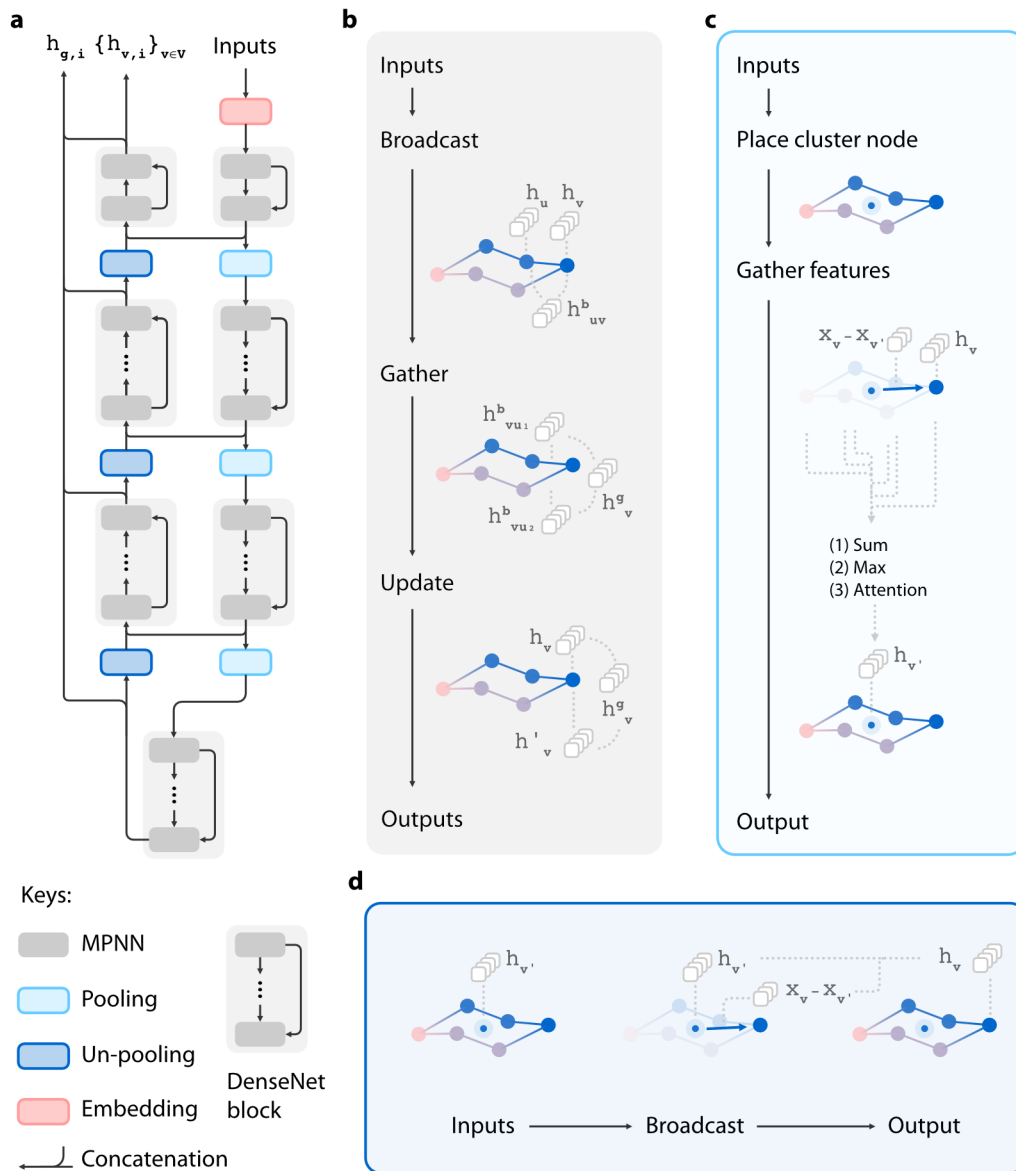 a
h_g,i {h_v,i}_v∈V Inputs
b
Inputs
Broadcast
h_u h_v
h^b_uv
Gather
h^b_vu₁
h^g_v
h^b_vu₂
Update
h_v
h^g_v
h'_v
Outputs
c
Inputs
Place cluster node
Gather features
x_v - x_v' h_v
(1) Sum
(2) Max
(3) Attention
h_v'
Output
Keys:
MPNN
Pooling
Un-pooling
Embedding
Concatenation
DenseNet
block
d
h_v' h_v' h_v
x_v - x_v'
Inputs Broadcast Output